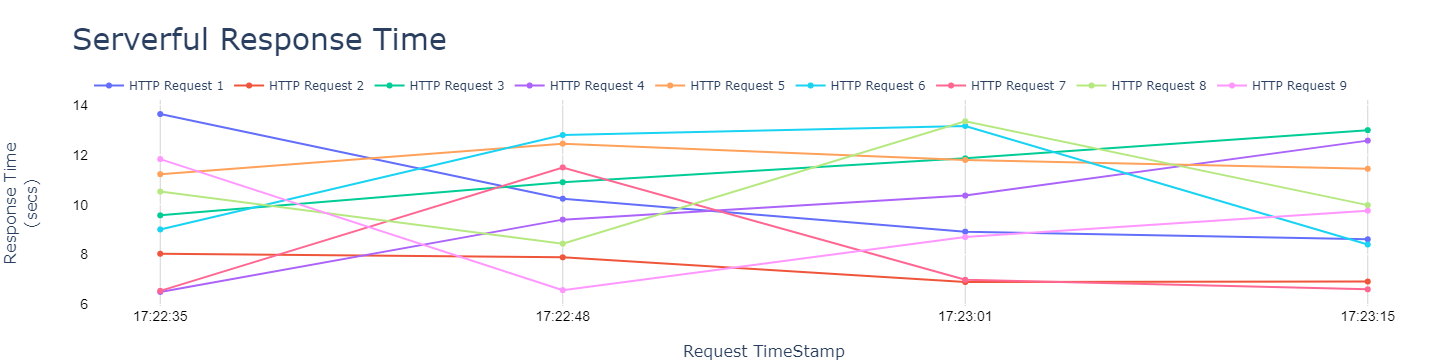 Serverful Response Time
HTTP Request 1 HTTP Request 2 HTTP Request 3 HTTP Request 4 HTTP Request 5 HTTP Request 6 HTTP Request 7 HTTP Request 8 HTTP Request 9
Response Time
(secs)
14
12
10
8
6
17:22:35 17:22:48 17:23:01 17:23:15
Request TimeStamp